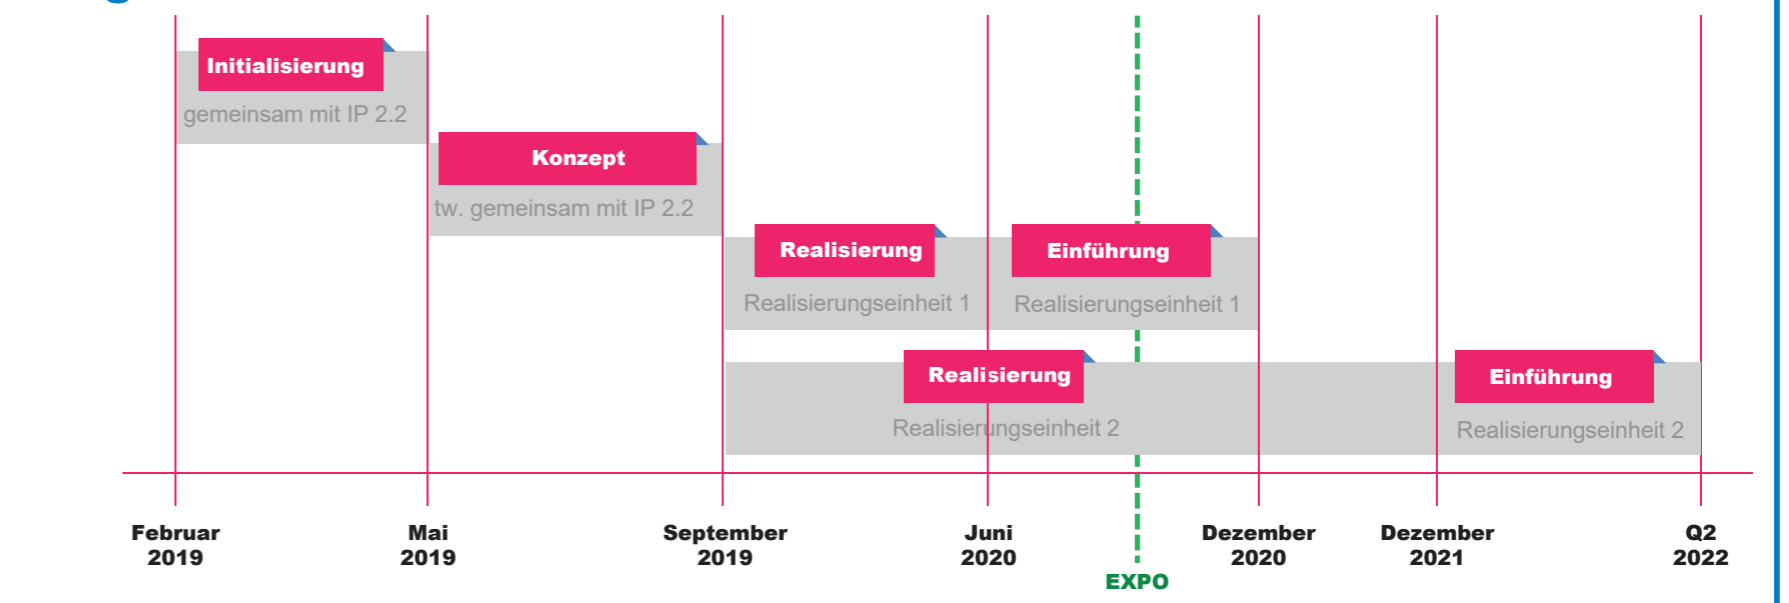 Initialisierung
gemeinsam mit IP 2.2
Konzept
tw. gemeinsam mit IP 2.2
Realisierung
Realisierungseinheit 1
Einführung
Realisierungseinheit 1
Realisierung
Realisierungseinheit 2
Einführung
Realisierungseinheit 2
Februar
2019
Mai
2019
September
2019
Juni
2020
EXPO
Dezember
2020
Dezember
2021
Q2
2022